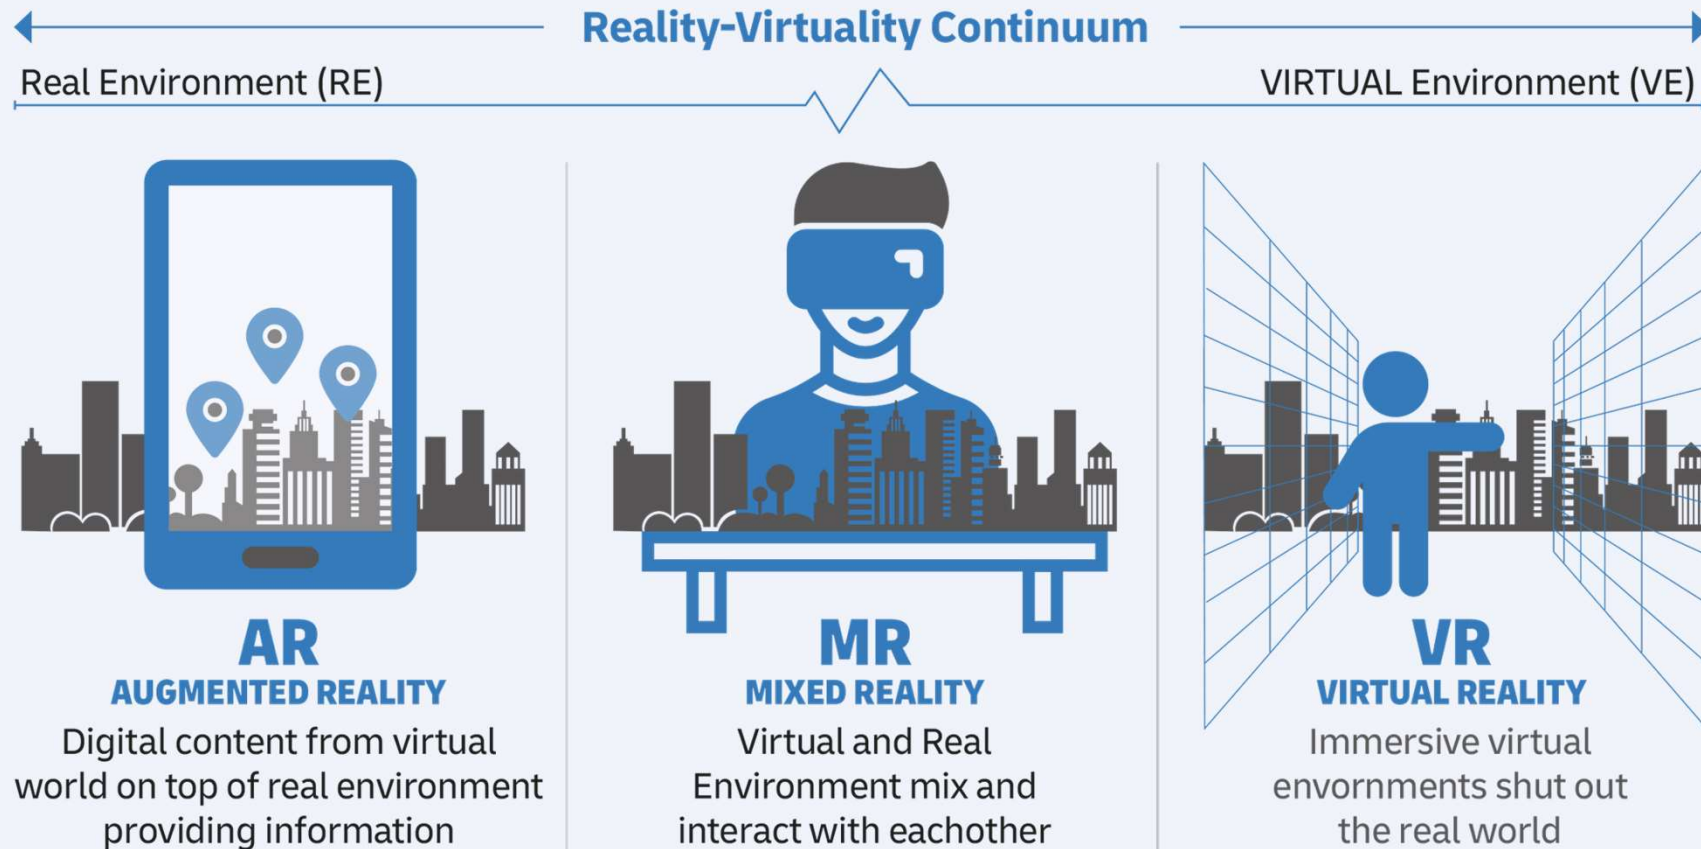 Reality-Virtuality Continuum
Real Environment (RE)
VIRTUAL Environment (VE)
AR
AUGMENTED REALITY
Digital content from virtual
world on top of real environment
providing information
MR
MIXED REALITY
Virtual and Real
Environment mix and
interact with eachother
VR
VIRTUAL REALITY
Immersive virtual
envornments shut out
the real world